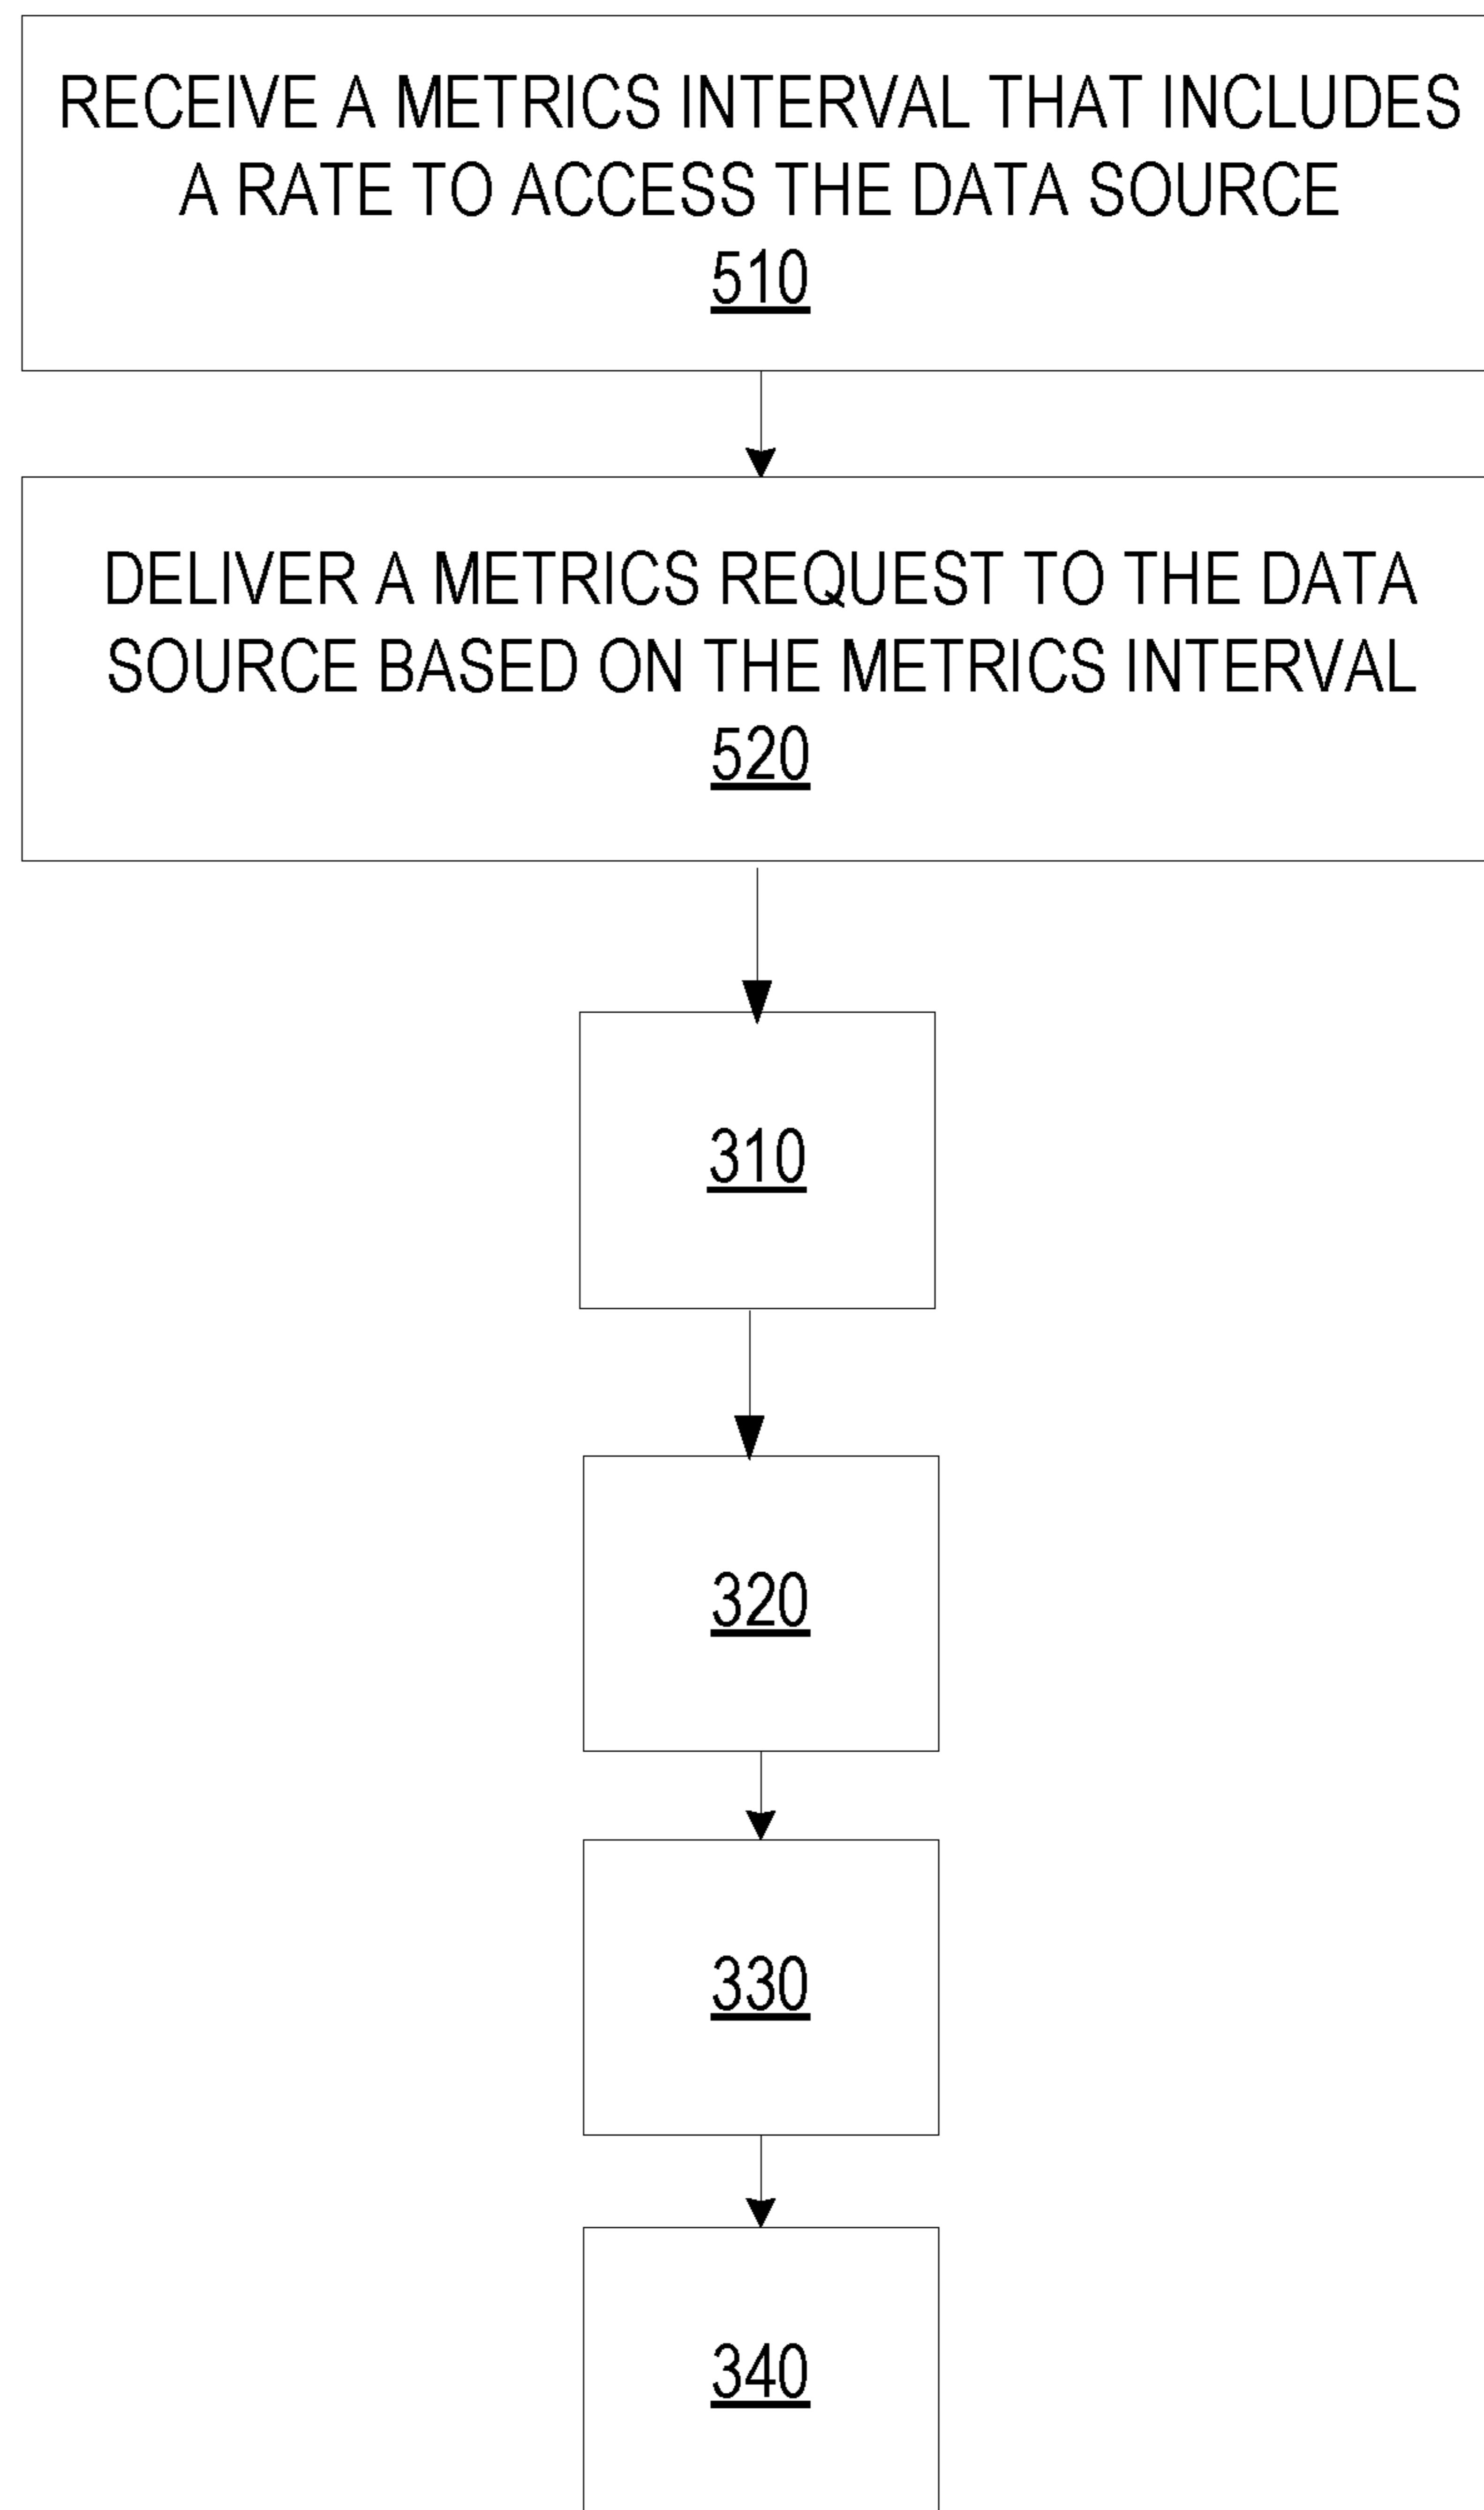 RECEIVE A METRICS INTERVAL THAT INCLUDES
A RATE TO ACCESS THE DATA SOURCE
510
DELIVER A METRICS REQUEST TO THE DATA
SOURCE BASED ON THE METRICS INTERVAL
520
310
320
330
340